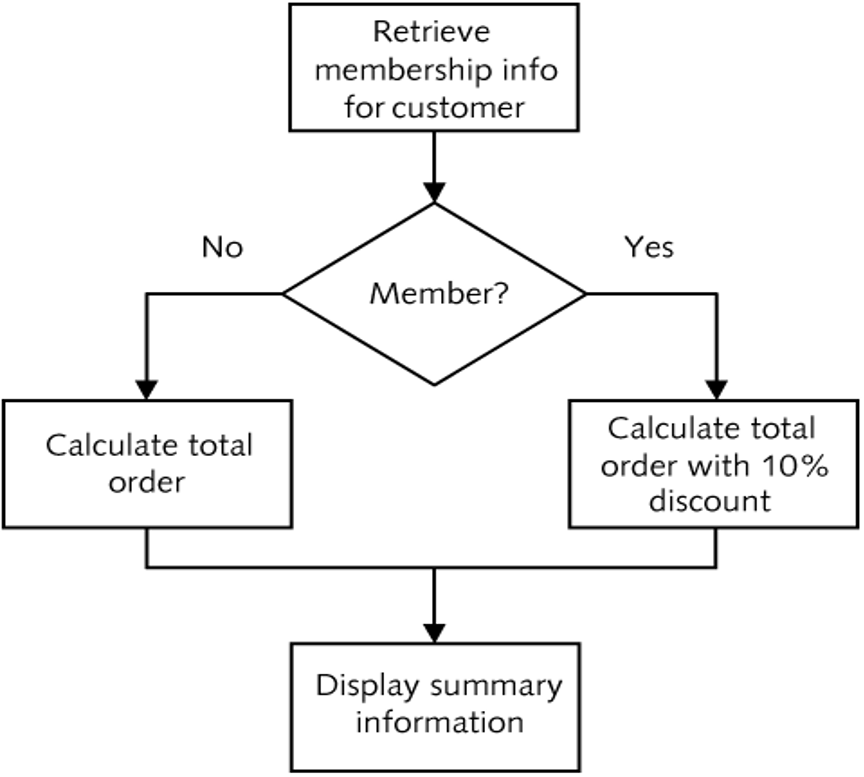 Retrieve
membership info
for customer
No
Yes
Member?
Calculate total
order
Calculate total
order with 10%
discount
Display summary
information